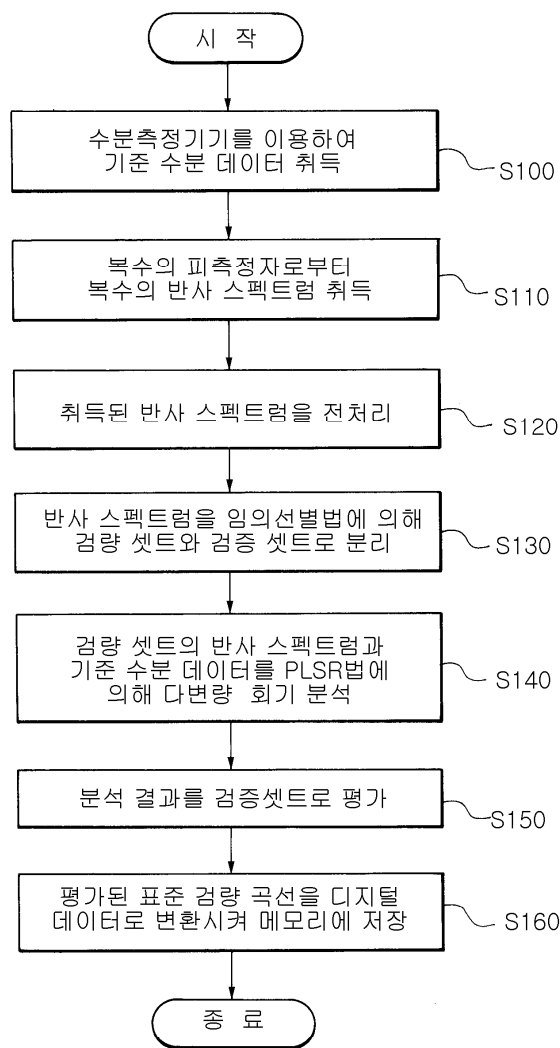 시 작
수분측정기기를 이용하여
기준 수분 데이터 취득
S100
복수의 피측정자로부터
복수의 반사 스펙트럼 취득
S110
취득된 반사 스펙트럼을 전처리
S120
반사 스펙트럼을 임의선별법에 의해
검량 셋트와 검증 셋트로 분리
S130
검량 셋트의 반사 스펙트럼과
기준 수분 데이터를 PLSR법에
의해 다변량 회기 분석
S140
분석 결과를 검증셋트로 평가
S150
평가된 표준 검량 곡선을 디지털
데이터로 변환시켜 메모리에 저장
S160
종 료